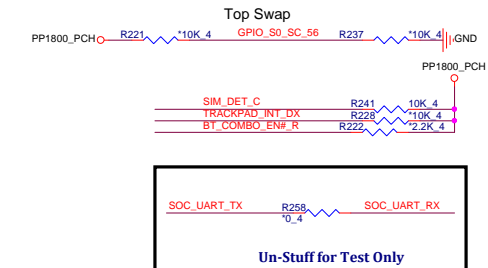 Top Swap
PP1800_PCH R221 *10K_4 GPIO_S0_SC_56 R237 *10K_4 GND
PP1800_PCH
SIM_DET_C R241 10K_4
TRACKPAD_INT_DX R228 *10K_4
BT_COMBO_EN#_R R222 *2.2K_4
SOC_UART_TX R258 SOC_UART_RX
*0_4
Un-Stuff for Test Only